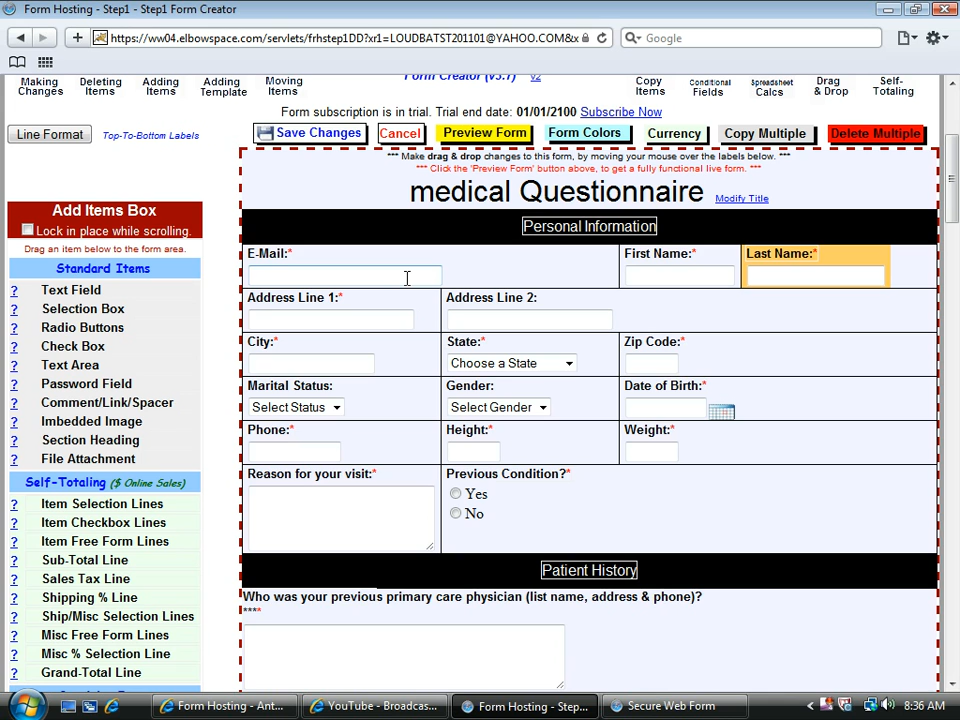 Form Hosting - Step1 - Step1 Form Creator
https://ww04.elbowspace.com/servlets/frhstep1DD?xr1=LOUDBATST201101@YAHOO.COM&x
Google
Making Changes
Deleting Items
Adding Items
Adding Template
Moving Items
Form Creator (v3.7) v2
Copy Items
Conditional Fields
Spreadsheet Calcs
Drag & Drop
Self-Totaling
Form subscription is in trial. Trial end date: 01/01/2100 Subscribe Now
Line Format
Top-To-Bottom Labels
Save Changes
Cancel
Preview Form
Form Colors
Currency
Copy Multiple
Delete Multiple
*** Make drag & drop changes to this form, by moving your mouse over the labels below. ***
*** Click the 'Preview Form' button above, to get a fully functional live form. ***
medical Questionnaire
Modify Title
Add Items Box
Lock in place while scrolling.
Drag an item below to the form area.
Standard Items
? Text Field
? Selection Box
? Radio Buttons
? Check Box
? Text Area
? Password Field
? Comment/Link/Spacer
? Imbedded Image
? Section Heading
? File Attachment
Self-Totaling ($ Online Sales)
? Item Selection Lines
? Item Checkbox Lines
? Item Free Form Lines
? Sub-Total Line
? Sales Tax Line
? Shipping % Line
? Ship/Misc Selection Lines
? Misc Free Form Lines
? Misc % Selection Line
? Grand-Total Line
Personal Information
E-Mail:*
First Name:*
Last Name:*
Address Line 1:*
Address Line 2:
City:*
State:*
Zip Code:*
Choose a State
Marital Status:
Gender:
Date of Birth:*
Select Status
Select Gender
Phone:*
Height:*
Weight:*
Reason for your visit:*
Previous Condition?*
Yes
No
Patient History
Who was your previous primary care physician (list name, address & phone)?
****
Form Hosting - Ant...
YouTube - Broadcas...
Form Hosting - Step...
Secure Web Form
8:36 AM